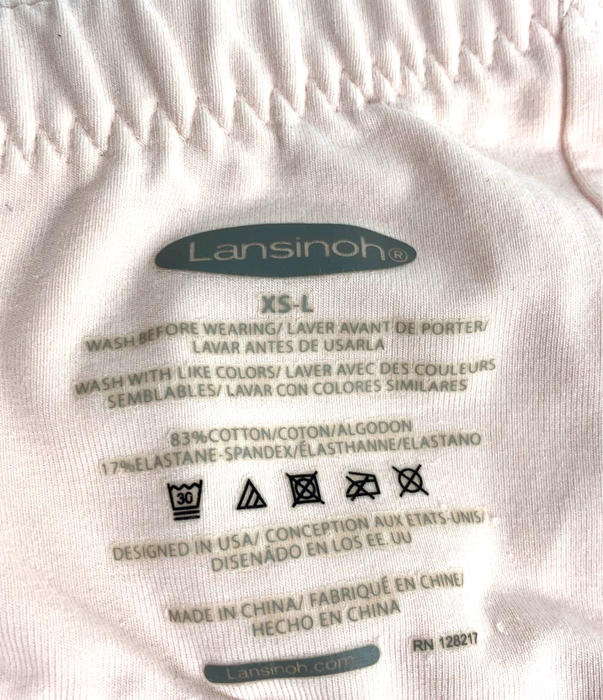 Lansinoh®
XS-L
WASH BEFORE WEARING/ LAVER AVANT DE PORTER/
LAVAR ANTES DE USARLA
WASH WITH LIKE COLORS/ LAVER AVEC DES COULEURS
SEMBLABLES/ LAVAR CON COLORES SIMILARES
83%COTTON/COTON/ALGODON
17%ELASTANE-SPANDEX/ÉLASTHANNE/ELASTANO
30
DESIGNED IN USA/ CONCEPTION AUX ETATS-UNIS/
DISENÃDO EN LOS EE. UU
MADE IN CHINA/ FABRIQUÉ EN CHINE/
HECHO EN CHINA
RN 128217
Lansinoh.com